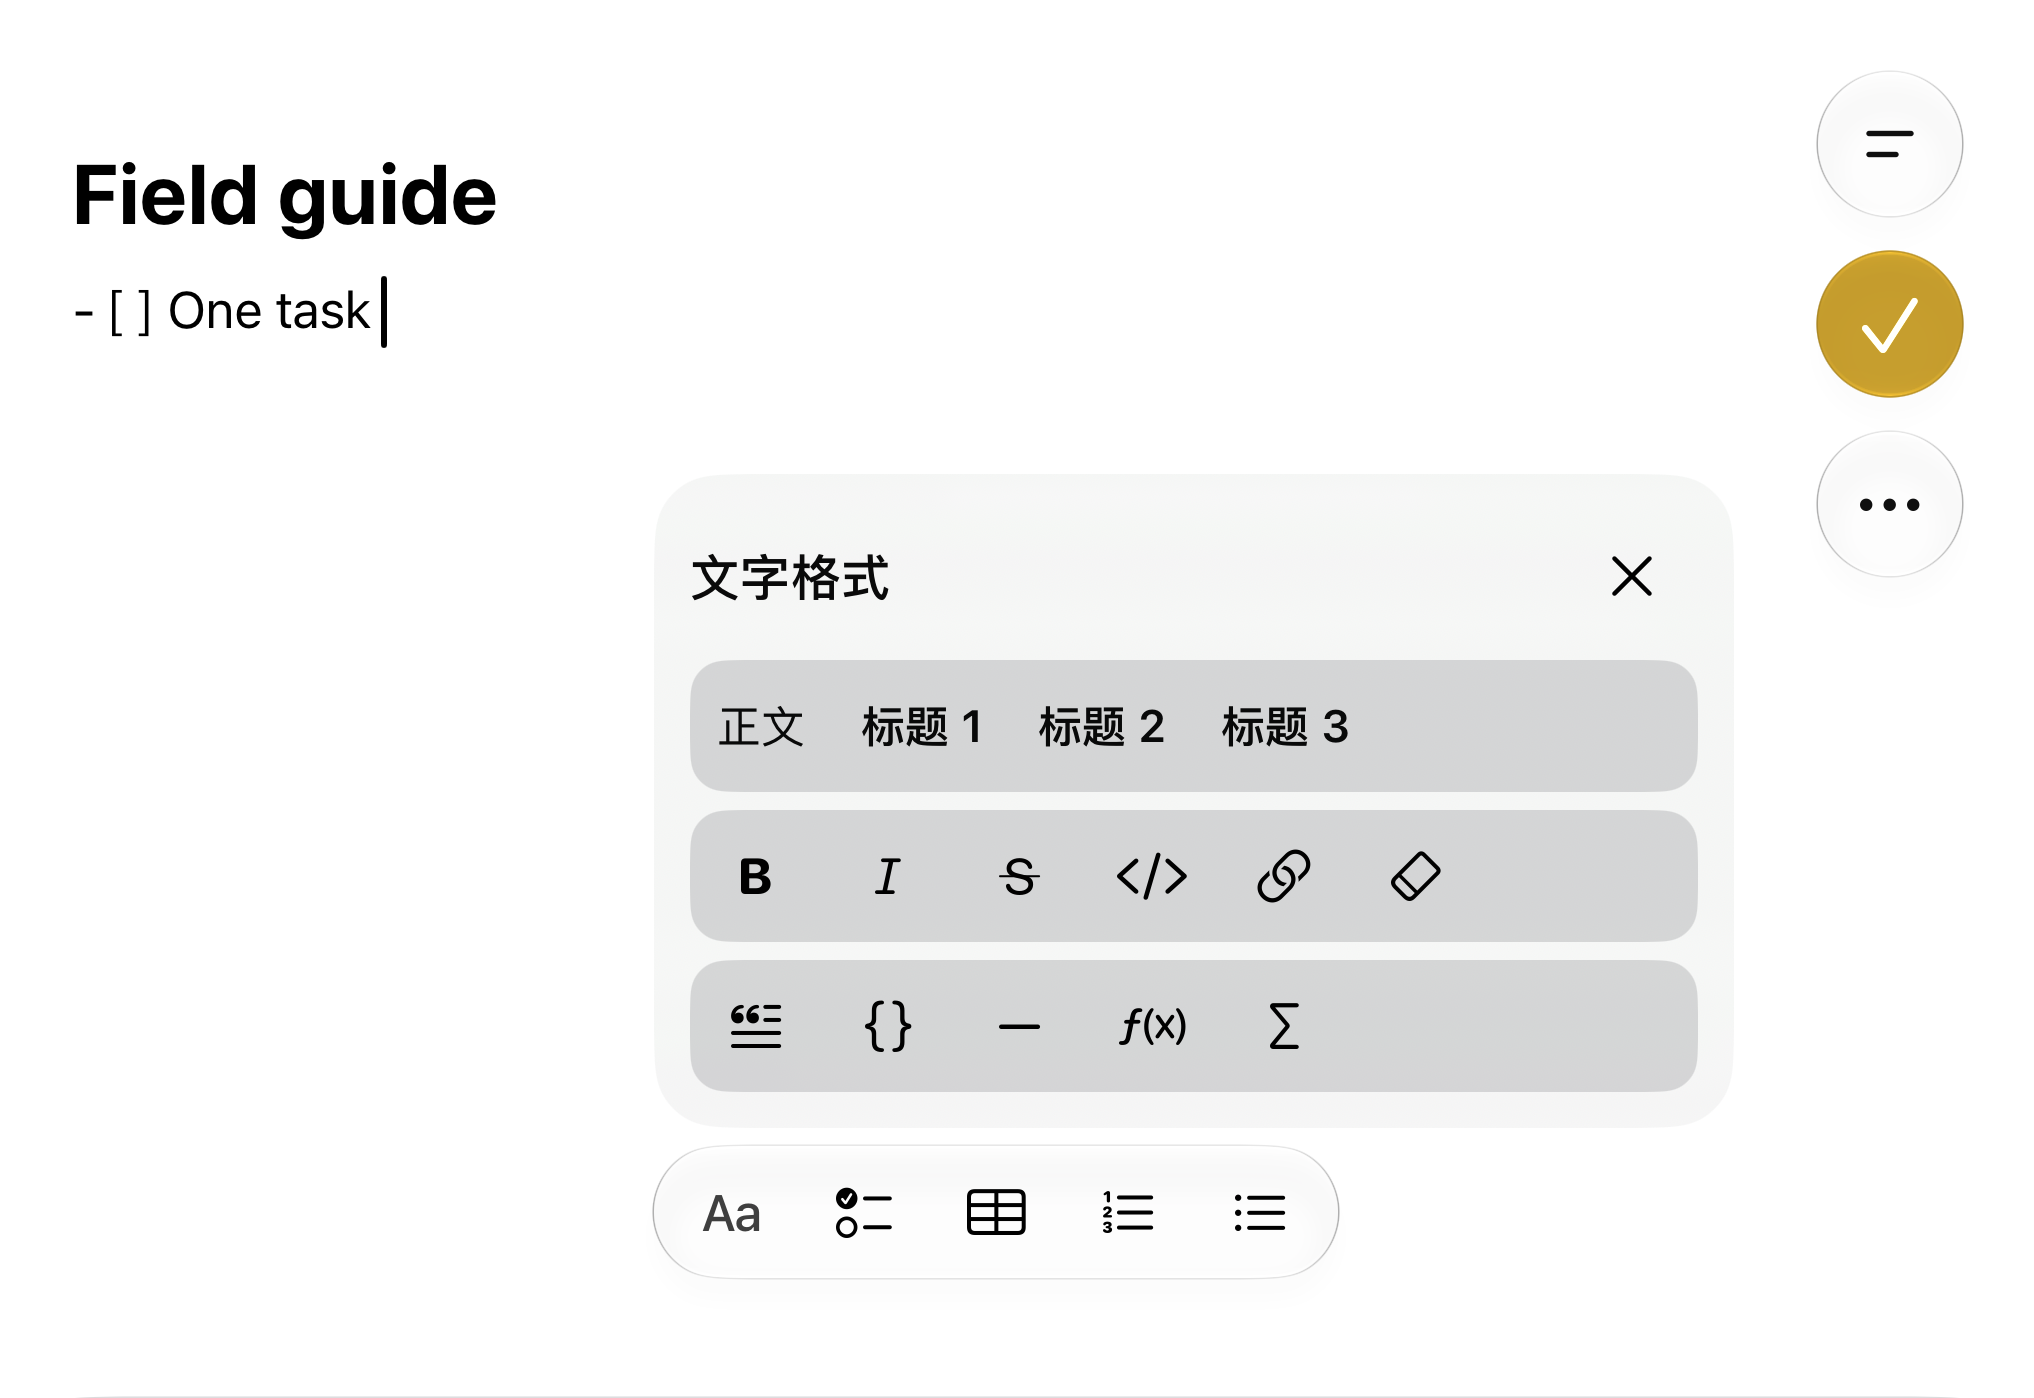 Field guide
- [ ] One task
文字格式
正文 标题 1 标题 2 标题 3
B I S </>
{} f(x) Σ
Aa